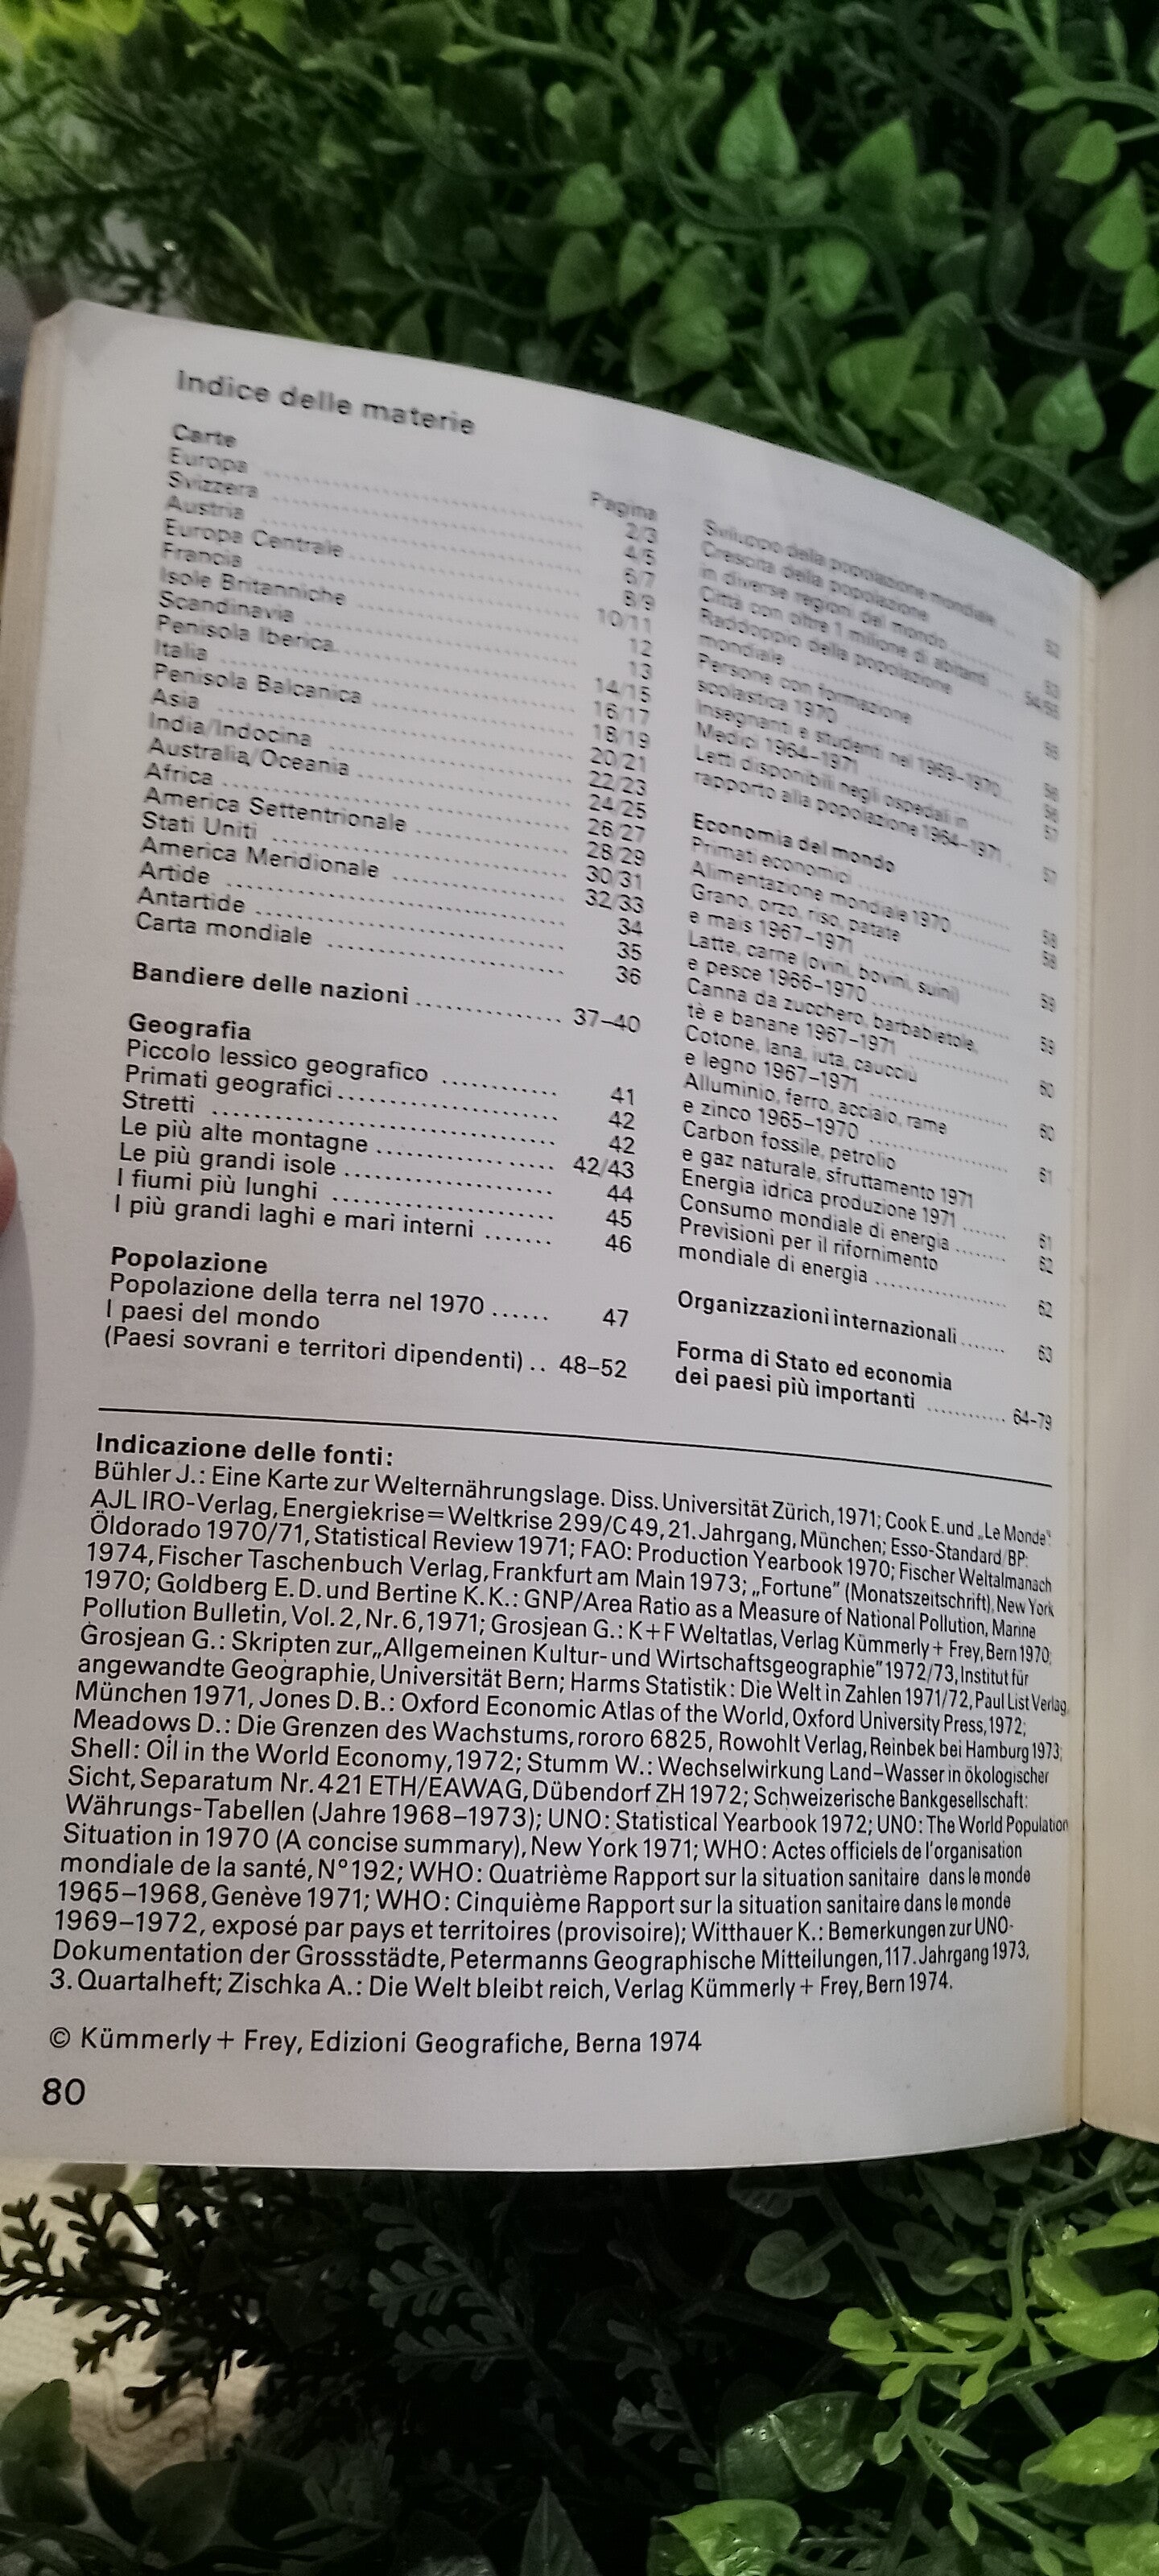 Indice delle materie
Carte
Pagina
Europa 2/3
Svizzera 4/5
Austria 6/7
Europa Centrale 8/9
Francia 10/11
Isole Britanniche 12
Scandinavia 13
Penisola Iberica 14/15
Italia 16/17
Penisola Balcanica 18/19
Asia 20/21
India/Indocina 22/23
Australia/Oceania 24/25
Africa 26/27
America Settentrionale 28/29
Stati Uniti 30/31
America Meridionale 32/33
Artide 34
Antartide 35
Carta mondiale 36
Bandiere delle nazioni 37–40
Geografia
Piccolo lessico geografico 41
Primati geografici 42
Stretti 42
Le più alte montagne 42/43
Le più grandi isole 44
I fiumi più lunghi 45
I più grandi laghi e mari interni 46
Popolazione
Popolazione della terra nel 1970 47
I paesi del mondo
(Paesi sovrani e territori dipendenti) 48–52
Sviluppo della popolazione mondiale 52
Crescita della popolazione
in diverse regioni del mondo 53
Città con oltre 1 milione di abitanti 54/55
Raddoppio della popolazione
mondiale 55
Persone con formazione
scolastica 1970 56
Insegnanti e studenti nel 1969–1970 56
Medici 1964–1971 57
Letti disponibili negli ospedali in
rapporto alla popolazione 1964–1971 57
Economia del mondo
Primati economici 58
Alimentazione mondiale 1970 58
Grano, orzo, riso, patate
e mais 1967–1971 59
Latte, carne (ovini, bovini, suini)
e pesce 1966–1970 59
Canna da zucchero, barbabietole,
tè e banane 1967–1971 60
Cotone, lana, iuta, caucciù
e legno 1967–1971 60
Alluminio, ferro, acciaio, rame
e zinco 1965–1970 61
Carbon fossile, petrolio
e gaz naturale, sfruttamento 1971
Energia idrica produzione 1971 61
Consumo mondiale di energia 62
Previsioni per il rifornimento
mondiale di energia 62
Organizzazioni internazionali 63
Forma di Stato ed economia
dei paesi più importanti 64–79
Indicazione delle fonti:
Bühler J.: Eine Karte zur Welternährungslage. Diss. Universität Zürich, 1971; Cook E. und „Le Monde“
AJL IRO-Verlag, Energiekrise=Weltkrise 299/C49, 21. Jahrgang, München; Esso-Standard/BP:
Öldorado 1970/71, Statistical Review 1971; FAO: Production Yearbook 1970; Fischer Weltalmanach
1974, Fischer Taschenbuch Verlag, Frankfurt am Main 1973; „Fortune” (Monatszeitschrift), New York
1970; Goldberg E. D. und Bertine K. K.: GNP/Area Ratio as a Measure of National Pollution, Marine
Pollution Bulletin, Vol. 2, Nr. 6, 1971; Grosjean G.: K+F Weltatlas, Verlag Kümmerly + Frey, Bern 1970;
Grosjean G.: Skripten zur „Allgemeinen Kultur- und Wirtschaftsgeographie” 1972/73, Institut für
angewandte Geographie, Universität Bern; Harms Statistik: Die Welt in Zahlen 1971/72, Paul List Verlag,
München 1971, Jones D. B.: Oxford Economic Atlas of the World, Oxford University Press, 1972;
Meadows D.: Die Grenzen des Wachstums, rororo 6825, Rowohlt Verlag, Reinbek bei Hamburg 1973;
Shell: Oil in the World Economy, 1972; Stumm W.: Wechselwirkung Land–Wasser in ökologischer
Sicht, Separatum Nr. 421 ETH/EAWAG, Dübendorf ZH 1972; Schweizerische Bankgesellschaft:
Währungs-Tabellen (Jahre 1968–1973); UNO: Statistical Yearbook 1972; UNO: The World Population
Situation in 1970 (A concise summary), New York 1971; WHO: Actes officiels de l'organisation
mondiale de la santé, N° 192; WHO: Quatrième Rapport sur la situation sanitaire dans le monde
1965–1968, Genève 1971; WHO: Cinquième Rapport sur la situation sanitaire dans le monde
1969–1972, exposé par pays et territoires (provisoire); Witthauer K.: Bemerkungen zur UNO-
Dokumentation der Grossstädte, Petermanns Geographische Mitteilungen, 117. Jahrgang 1973,
3. Quartalheft; Zischka A.: Die Welt bleibt reich, Verlag Kümmerly + Frey, Bern 1974.
© Kümmerly + Frey, Edizioni Geografiche, Berna 1974
80